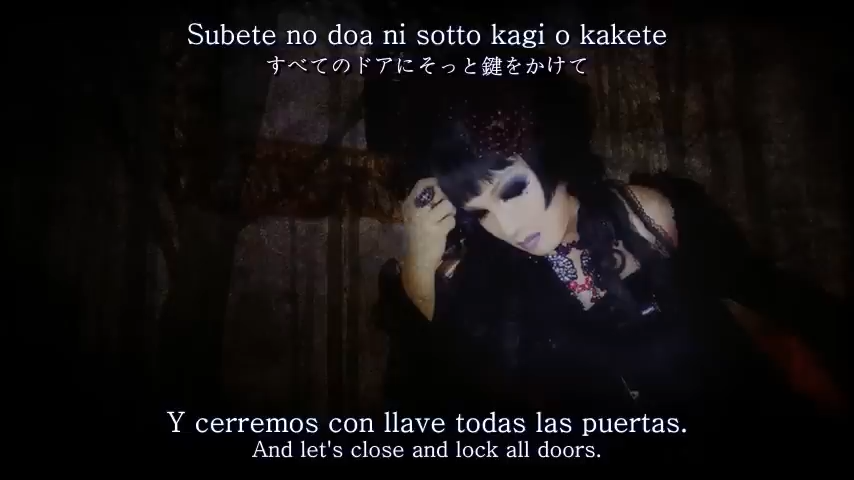 Subete no doa ni sotto kagi o kakete
すべてのドアにそっと鍵をかけて
Y cerremos con llave todas las puertas.
And let's close and lock all doors.